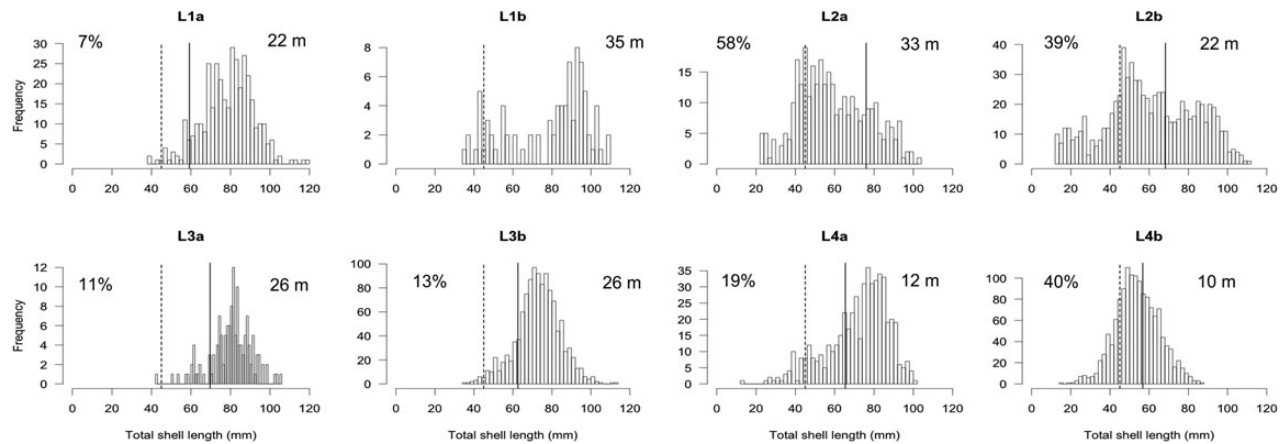 L1a
L1b
L2a
L2b
7%
22 m
35 m
58%
33 m
39%
22 m
Frequency
0 5 10 15 20 25 30
0 2 4 6 8
0 5 10 15
0 10 20 30 40
0 20 40 60 80 100 120
0 20 40 60 80 100 120
0 20 40 60 80 100 120
0 20 40 60 80 100 120
L3a
L3b
L4a
L4b
11%
26 m
13%
26 m
19%
12 m
40%
10 m
Frequency
0 2 4 6 8 10 12
0 20 40 60 80 100
0 5 10 15 20 25 30 35
0 20 40 60 80 100
0 20 40 60 80 100 120
0 20 40 60 80 100 120
0 20 40 60 80 100 120
0 20 40 60 80 100 120
Total shell length (mm)
Total shell length (mm)
Total shell length (mm)
Total shell length (mm)